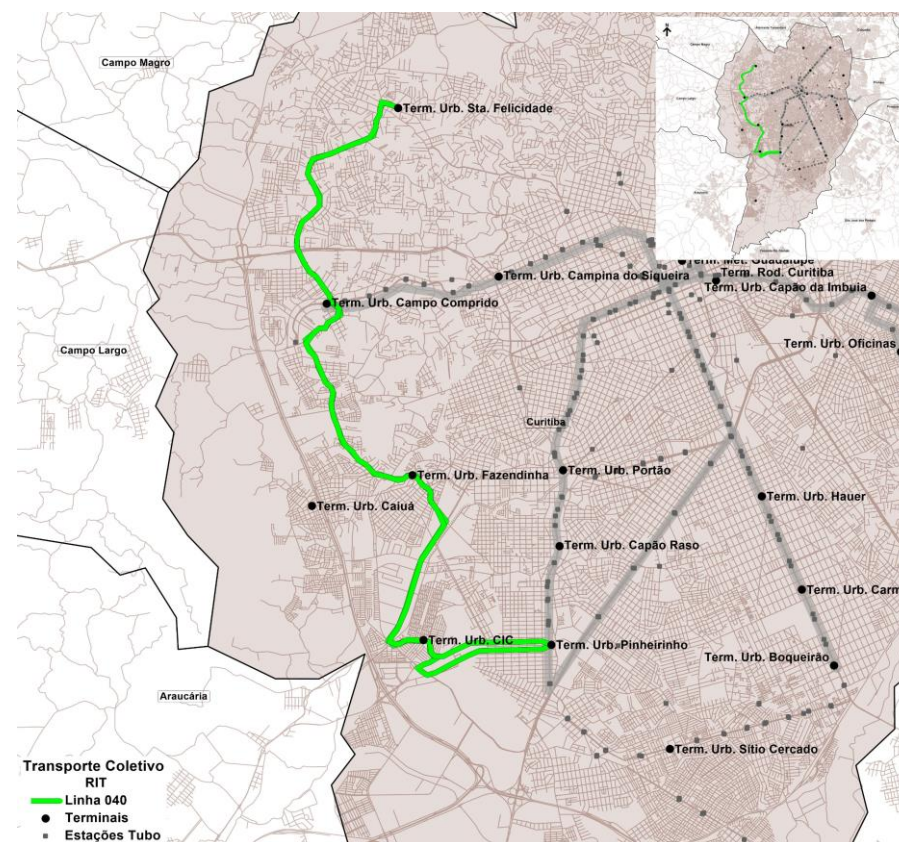 Campo Magro
Term. Urb. Sta. Felicidade
Term. Met. Guadalupe
Term. Urb. Campina do Siqueira
Term. Rod. Curitiba
Term. Urb. Capão da Imbuia
Term. Urb. Campo Comprido
Term. Urb. Oficinas
Campo Largo
Curitiba
Term. Urb. Portão
Term. Urb. Fazendinha
Term. Urb. Hauer
Term. Urb. Caiuá
Term. Urb. Capão Raso
Term. Urb. Carm
Term. Urb. CIC
Term. Urb. Pinheirinho
Term. Urb. Boqueirão
Araucária
Term. Urb. Sítio Cercado
Transporte Coletivo
RIT
Linha 040
Terminais
Estações Tubo